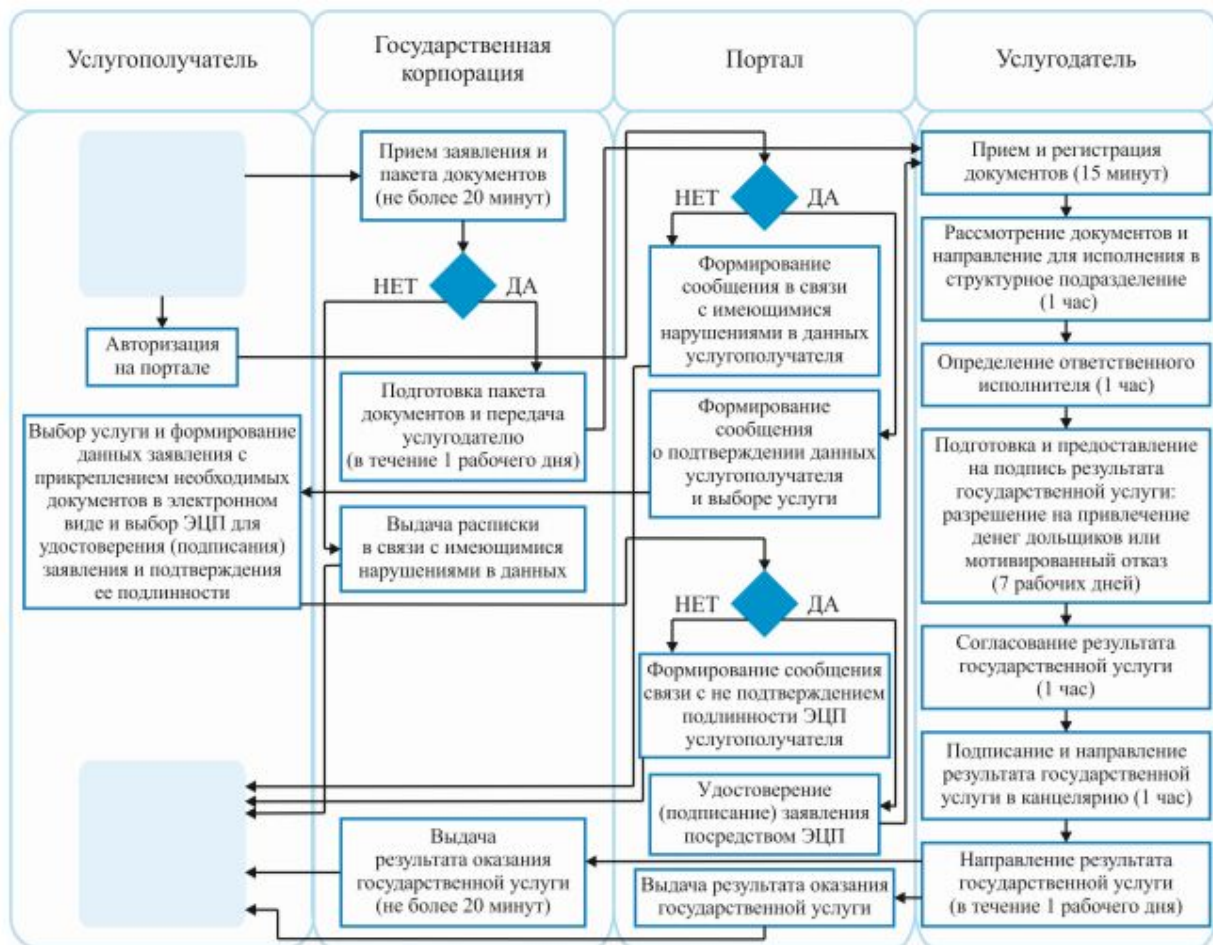 Услугополучатель
Государственная
корпорация
Портал
Услугодатель
Прием заявления и
пакета документов
(не более 20 минут)
НЕТ
ДА
Авторизация
на портале
Подготовка пакета
документов и передача
услугодателю
(в течение 1 рабочего дня)
Выбор услуги и формирование
данных заявления с
прикреплением необходимых
документов в электронном
виде и выбор ЭЦП для
удостоверения (подписания)
заявления и подтверждения
ее подлинности
Выдача расписки
в связи с имеющимися
нарушениями в данных
Выдача
результата оказания
государственной услуги
(не более 20 минут)
НЕТ
ДА
Формирование
сообщения в связи
с имеющимися
нарушениями в данных
услугополучателя
Формирование
сообщения
о подтверждении данных
услугополучателя
и выборе услуги
НЕТ
ДА
Формирование сообщения
связи с не подтверждением
подлинности ЭЦП
услугополучателя
Удостоверение
(подписание) заявления
посредством ЭЦП
Выдача результата оказания
государственной услуги
Прием и регистрация
документов (15 минут)
Рассмотрение документов и
направление для исполнения в
структурное подразделение
(1 час)
Определение ответственного
исполнителя (1 час)
Подготовка и предоставление
на подпись результата
государственной услуги:
разрешение на привлечение
денег дольщиков или
мотивированный отказ
(7 рабочих дней)
Согласование результата
государственной услуги
(1 час)
Подписание и направление
результата государственной
услуги в канцелярию (1 час)
Направление результата
государственной услуги
(в течение 1 рабочего дня)